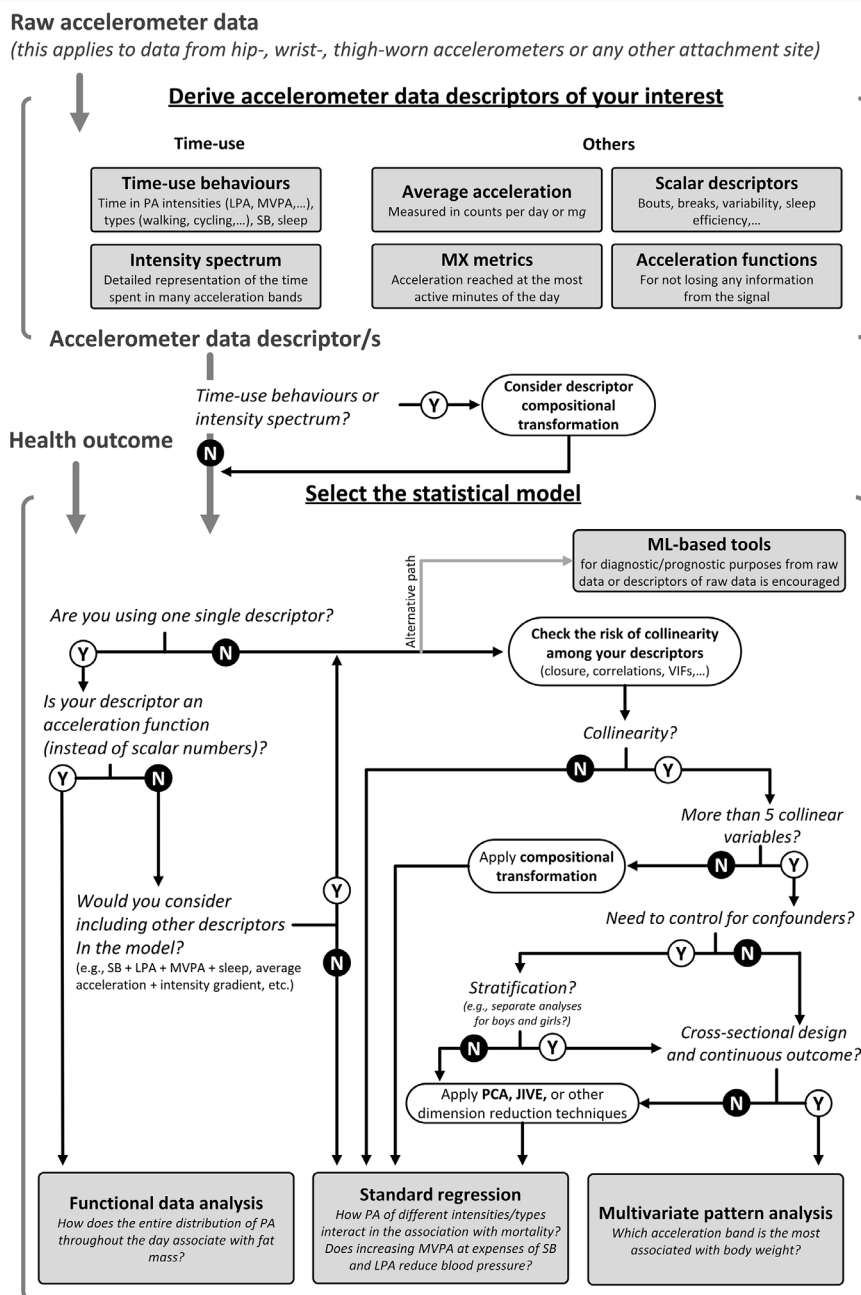 Raw accelerometer data
(this applies to data from hip-, wrist-, thigh-worn accelerometers or any other attachment site)
Derive accelerometer data descriptors of your interest
Time-use
Others
Time-use behaviours
Time in PA intensities (LPA, MVPA,...),
types (walking, cycling,...), SB, sleep
Average acceleration
Measured in counts per day or mg
Scalar descriptors
Bouts, breaks, variability, sleep
efficiency,...
Intensity spectrum
Detailed representation of the time
spent in many acceleration bands
MX metrics
Acceleration reached at the most
active minutes of the day
Acceleration functions
For not losing any information
from the signal
Accelerometer data descriptor/s
Time-use behaviours or
intensity spectrum?
Y
Consider descriptor
compositional
transformation
Health outcome
N
Select the statistical model
ML-based tools
for diagnostic/prognostic purposes from raw
data or descriptors of raw data is encouraged
Alternative path
Are you using one single descriptor?
Y
N
Check the risk of collinearity
among your descriptors
(closure, correlations, VIFs,...)
Is your descriptor an
acceleration function
(instead of scalar numbers)?
Y
N
Collinearity?
N
Y
More than 5 collinear
variables?
N
Y
Apply compositional
transformation
Would you consider
including other descriptors
In the model?
(e.g., SB + LPA + MVPA + sleep, average
acceleration + intensity gradient, etc.)
Y
N
Need to control for confounders?
Y
N
Stratification?
(e.g., separate analyses
for boys and girls?)
N
Y
Cross-sectional design
and continuous outcome?
N
Y
Apply PCA, JIVE, or other
dimension reduction techniques
Functional data analysis
How does the entire distribution of PA
throughout the day associate with fat
mass?
Standard regression
How PA of different intensities/types
interact in the association with mortality?
Does increasing MVPA at expenses of SB
and LPA reduce blood pressure?
Multivariate pattern analysis
Which acceleration band is the most
associated with body weight?